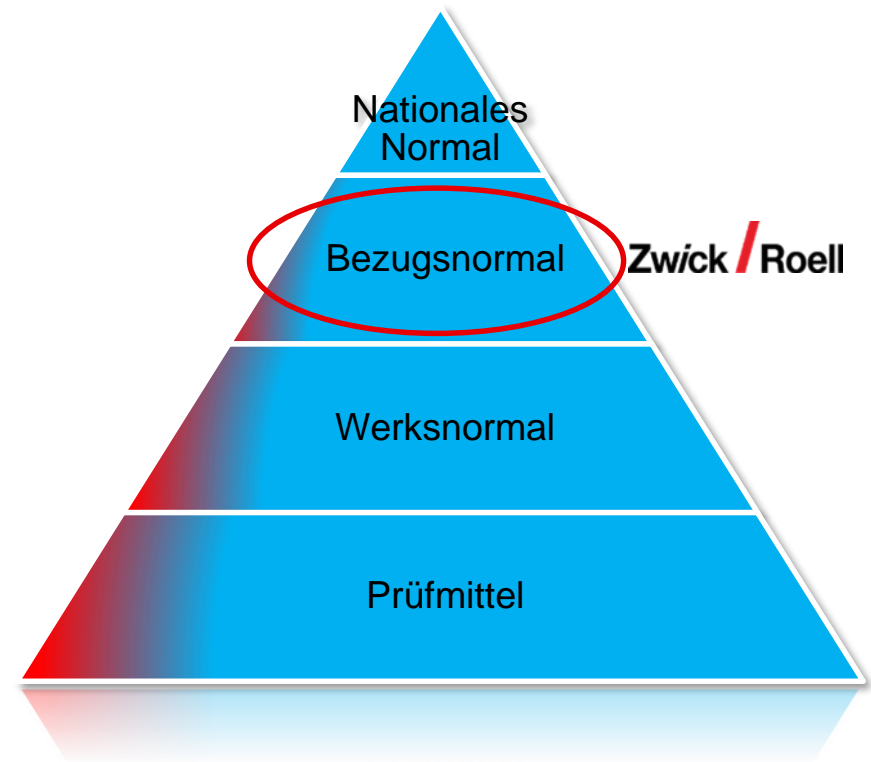 Nationales
Normal
Bezugsnormal
Zwick / Roell
Werksnormal
Prüfmittel